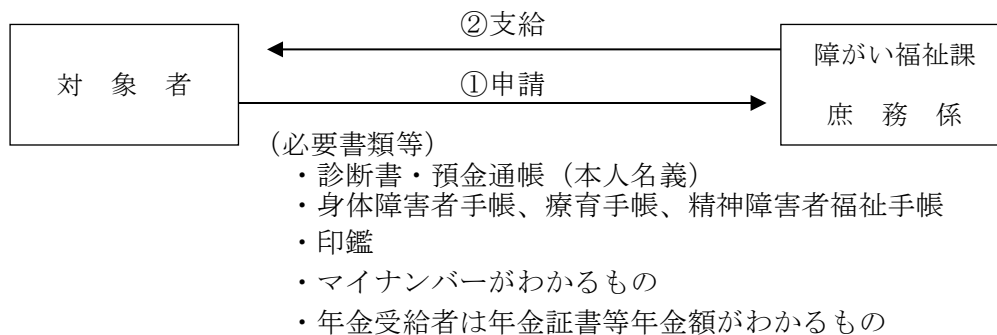 ②支給
対　象　者
障がい福祉課
庶　務　係
①申請
（必要書類等）
・診断書・預金通帳（本人名義）
・身体障害者手帳、療育手帳、精神障害者福祉手帳
・印鑑
・マイナンバーがわかるもの
・年金受給者は年金証書等年金額がわかるもの